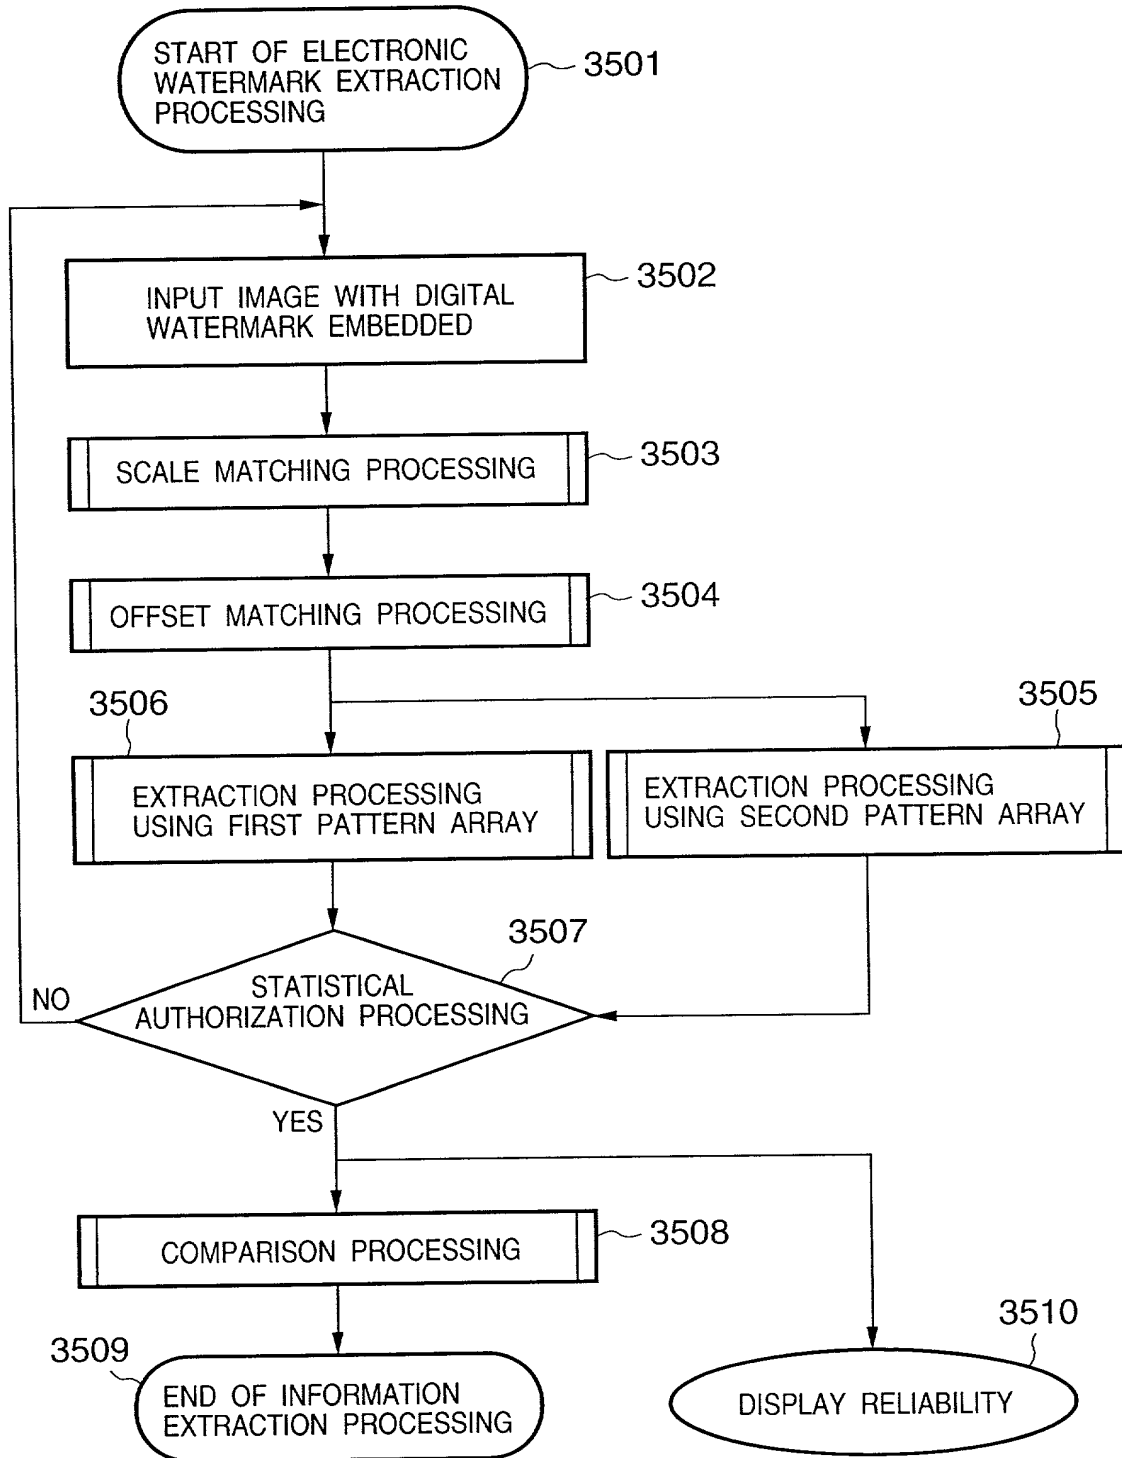 START OF ELECTRONIC
WATERMARK EXTRACTION
PROCESSING
3501
3502
INPUT IMAGE WITH DIGITAL
WATERMARK EMBEDDED
SCALE MATCHING PROCESSING
3503
OFFSET MATCHING PROCESSING
3504
3506
3505
EXTRACTION PROCESSING
USING FIRST PATTERN ARRAY
EXTRACTION PROCESSING
USING SECOND PATTERN ARRAY
3507
STATISTICAL
AUTHORIZATION PROCESSING
NO
YES
COMPARISON PROCESSING
3508
3509
END OF INFORMATION
EXTRACTION PROCESSING
3510
DISPLAY RELIABILITY